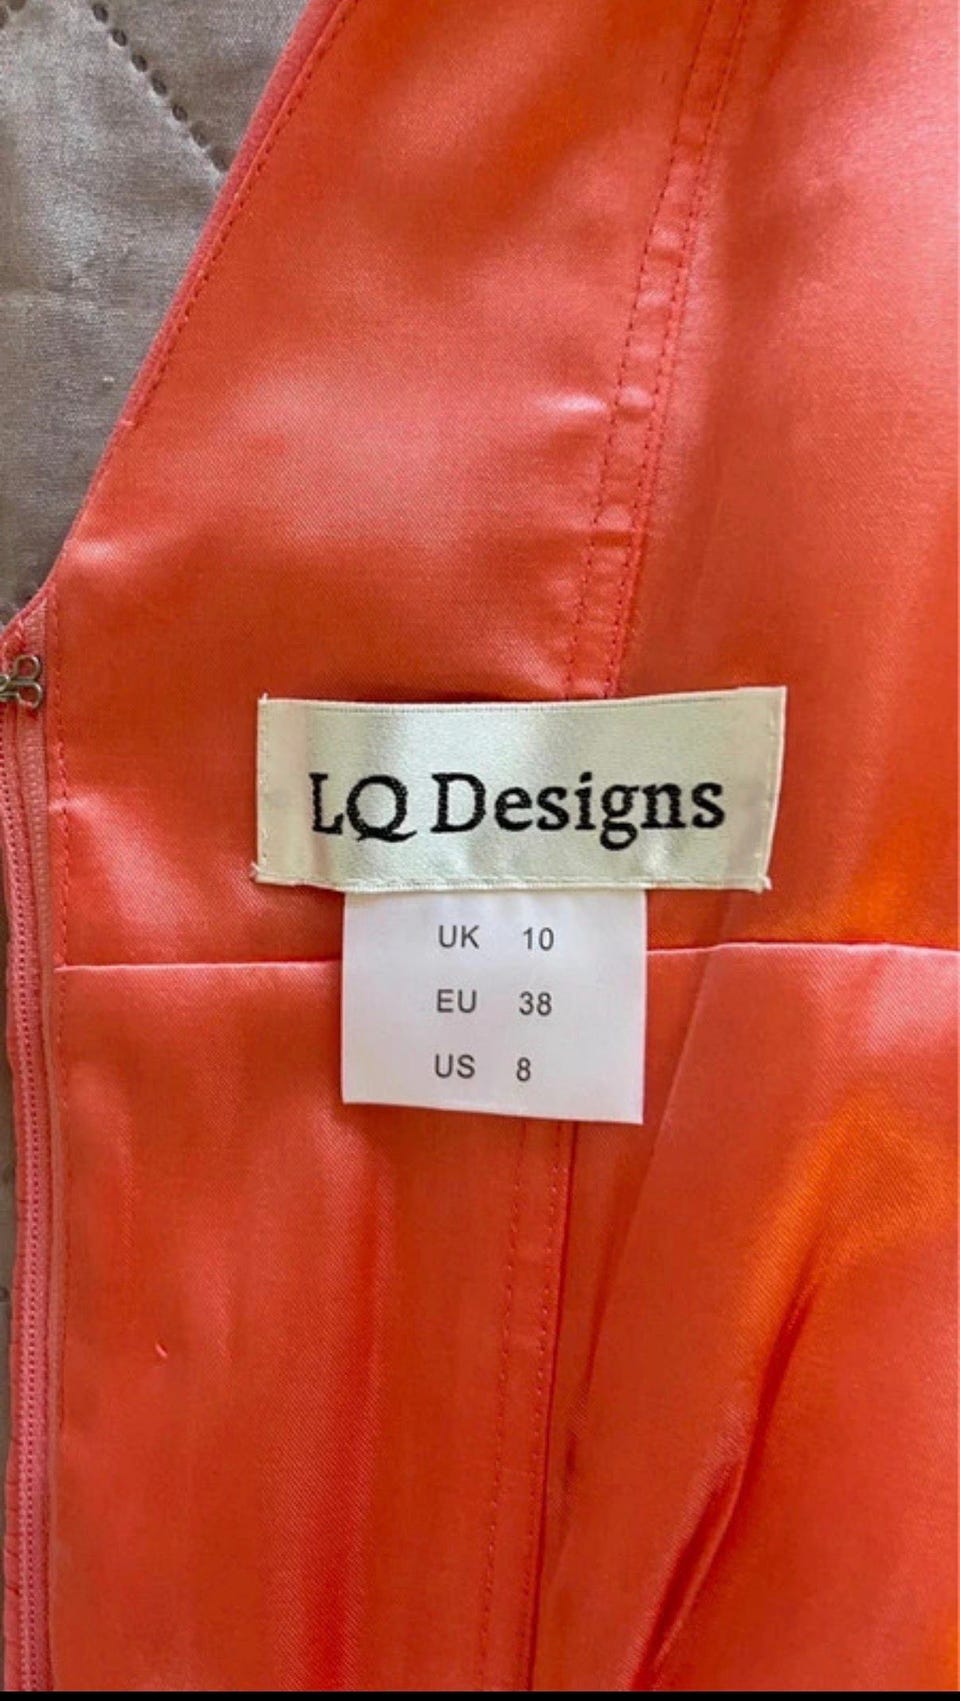 LQ Designs
UK 10
EU 38
US 8